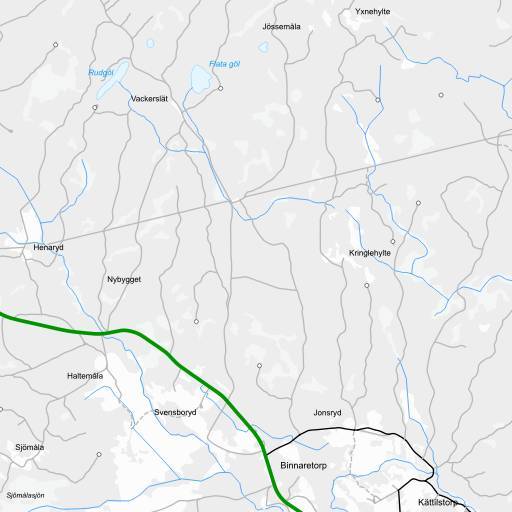 Yxnehylte
Jössemåla
Flata göl
Rudgöl
Vackerslät
Henaryd
Kringlehylte
Nybygget
Haltemåla
Svensboryd
Jonsryd
Sjömåla
Binnaretorp
Sjömålasjön
Kättilstorp